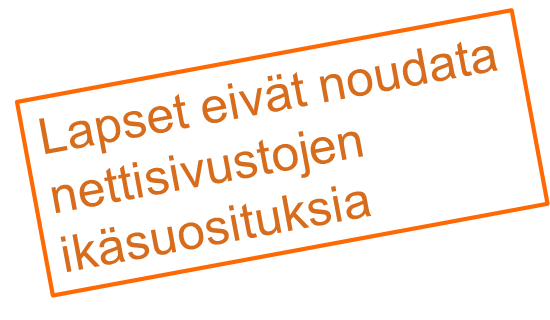 Lapset eivät noudata
nettisivustojen
ikäsuosituksia